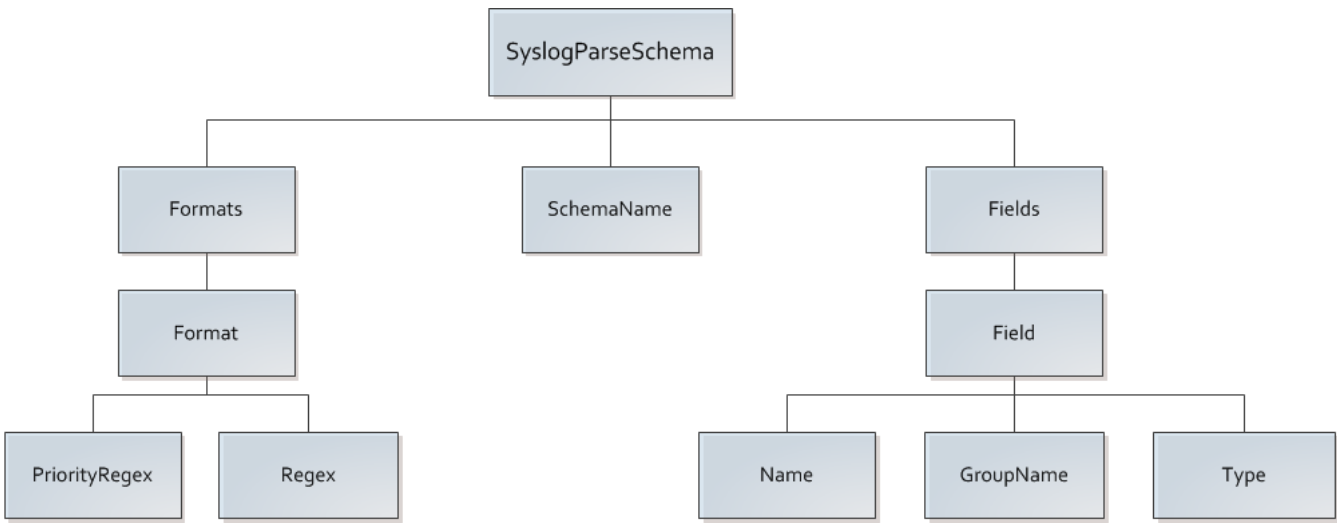 SyslogParseSchema
Formats
SchemaName
Fields
Format
Field
PriorityRegex
Regex
Name
GroupName
Type